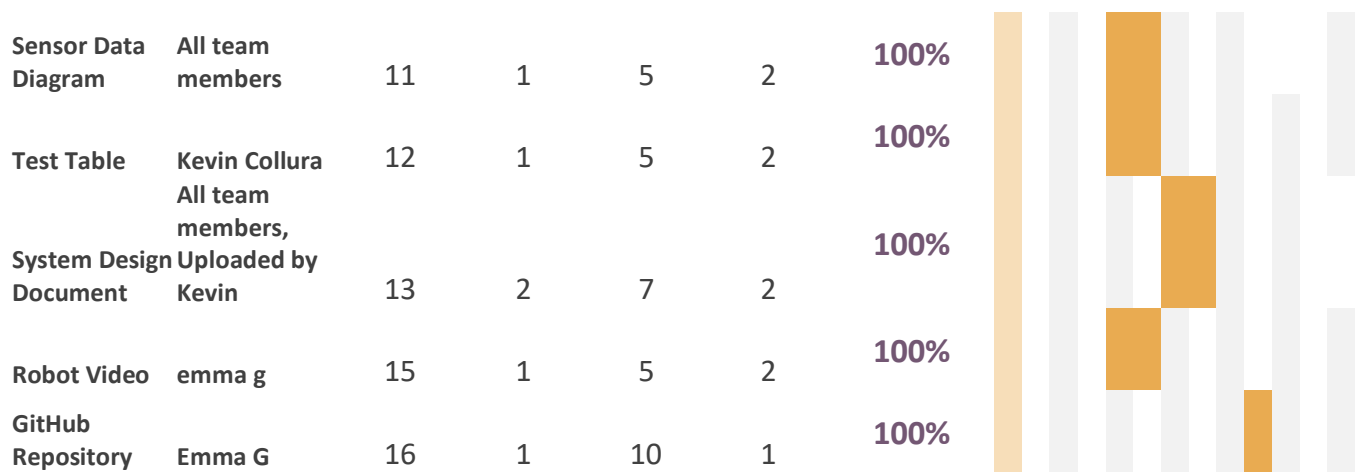 Sensor Data Diagram All team members 11 1 5 2 100%
Test Table Kevin Collura 12 1 5 2 100%
System Design Document All team members, Uploaded by Kevin 13 2 7 2 100%
Robot Video emma g 15 1 5 2 100%
GitHub Repository Emma G 16 1 10 1 100%